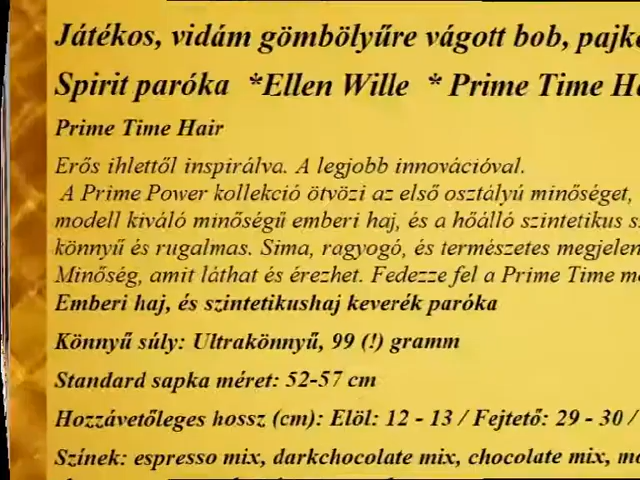 Játékos, vidám gömbölyűre vágott bob,
Spirit paróka *Ellen Wille * Prime Time
Prime Time Hair
Erős ihlettől inspirálva. A legjobb innovációval.
A Prime Power kollekció ötvözi az első osztályú minőséget,
modell kiváló minőségű emberi haj, és a hőálló szintetikus
könnyű és rugalmas. Sima, ragyogó, és természetes
Minőség, amit láthat és érezhet. Fedezze fel a Prime Time
Emberi haj, és szintetikushaj keverék paróka
Könnyű súly: Ultrakönnyű, 99 (!) gramm
Standard sapka méret: 52-57 cm
Hozzávetőleges hossz (cm): Elöl: 12 - 13 / Fejtető: 29 - 30 /
Színek: espresso mix, darkchocolate mix, chocolate mix,